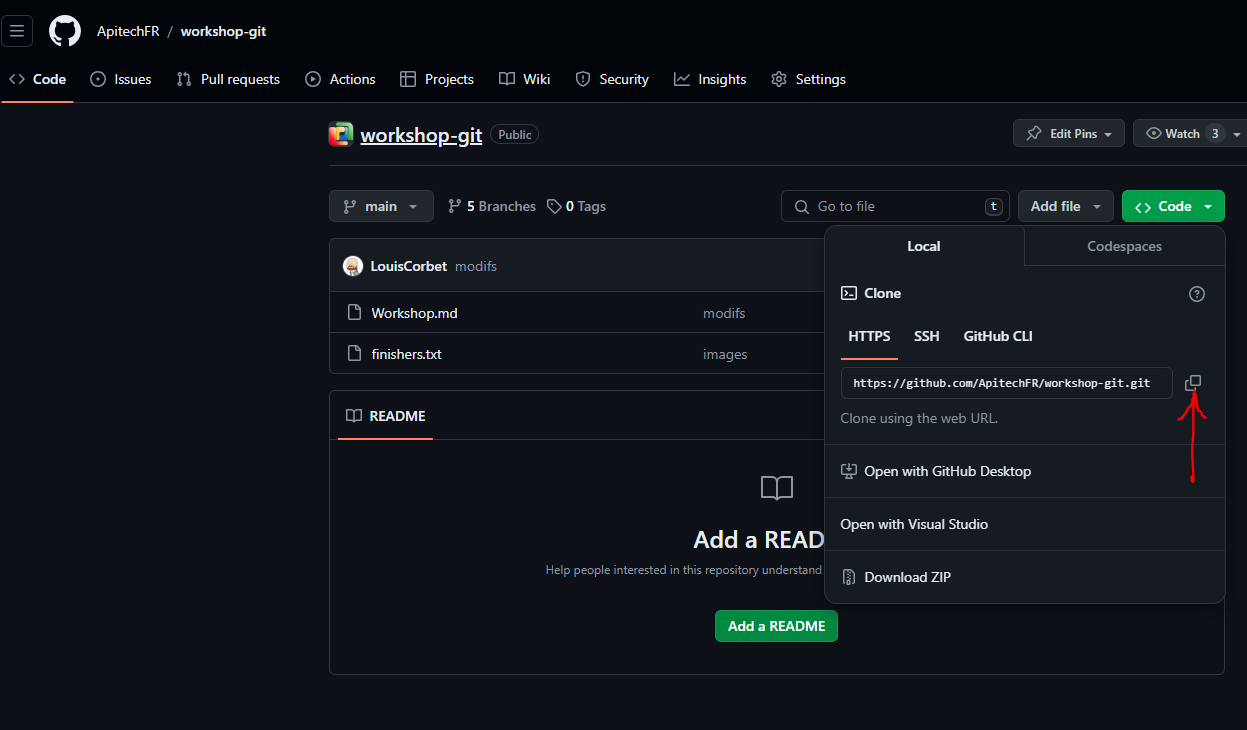 ApitechFR / workshop-git
Code Issues Pull requests Actions Projects Wiki Security Insights Settings
workshop-git Public Edit Pins Watch 3
main 5 Branches 0 Tags Go to file t Add file Code
Local Codespaces
LouisCorbet modifs
Clone
Workshop.md modifs
HTTPS SSH GitHub CLI
finishers.txt images
https://github.com/ApitechFR/workshop-git.git
README
Clone using the web URL.
Open with GitHub Desktop
Open with Visual Studio
Add a READ
Help people interested in this repository understand
Download ZIP
Add a README